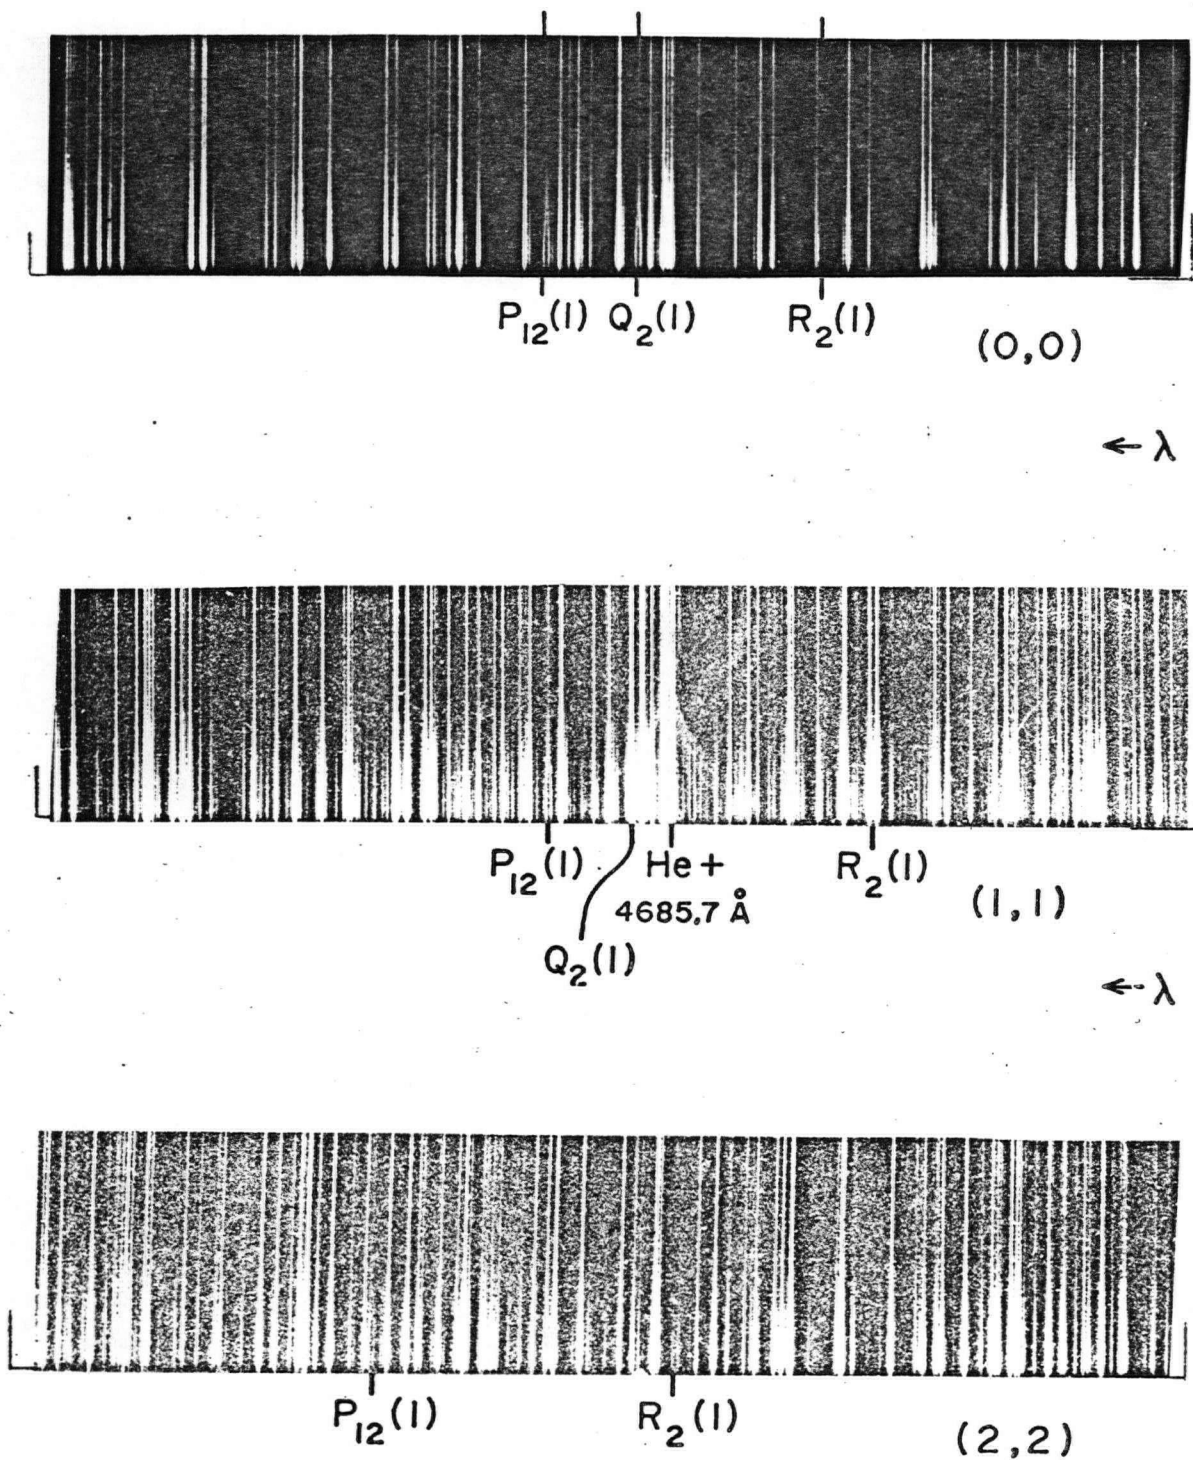 P₁₂(1) Q₂(1) R₂(1)
(0,0)
← λ
P₁₂(1) He + R₂(1)
4685.7 Å (1,1)
Q₂(1)
← λ
P₁₂(1) R₂(1)
(2,2)